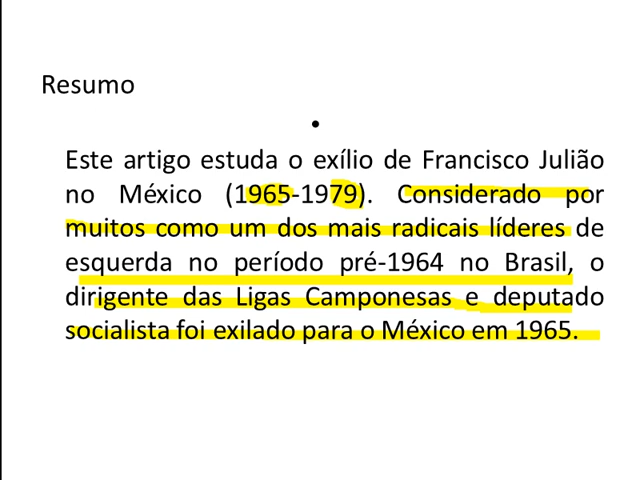 Resumo
•
Este artigo estuda o exílio de Francisco Julião
no México (1965-1979). Considerado por
muitos como um dos mais radicais líderes de
esquerda no período pré-1964 no Brasil, o
dirigente das Ligas Camponesas e deputado
socialista foi exilado para o México em 1965.